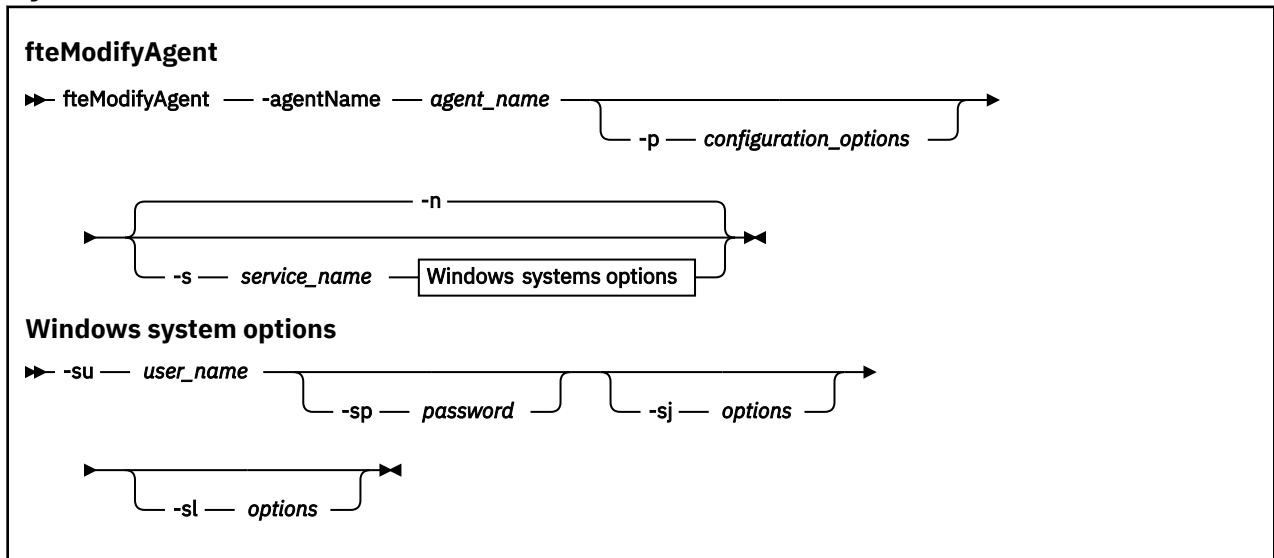 fteModifyAgent
fteModifyAgent -agentName agent_name
-p configuration_options
-n
-s service_name Windows systems options
Windows system options
-su user_name
-sp password -sj options
-sl options